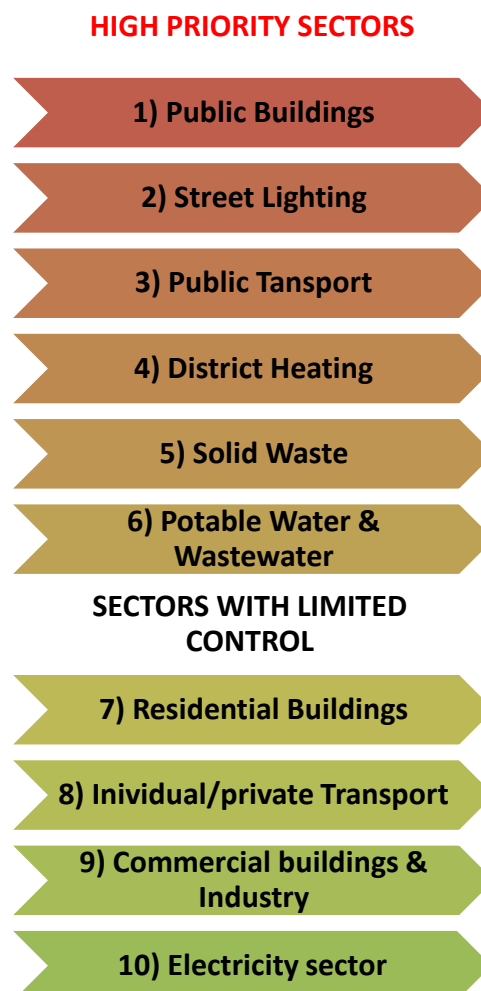 HIGH PRIORITY SECTORS
1) Public Buildings
2) Street Lighting
3) Public Tansport
4) District Heating
5) Solid Waste
6) Potable Water &
Wastewater
SECTORS WITH LIMITED
CONTROL
7) Residential Buildings
8) Inividual/private Transport
9) Commercial buildings &
Industry
10) Electricity sector